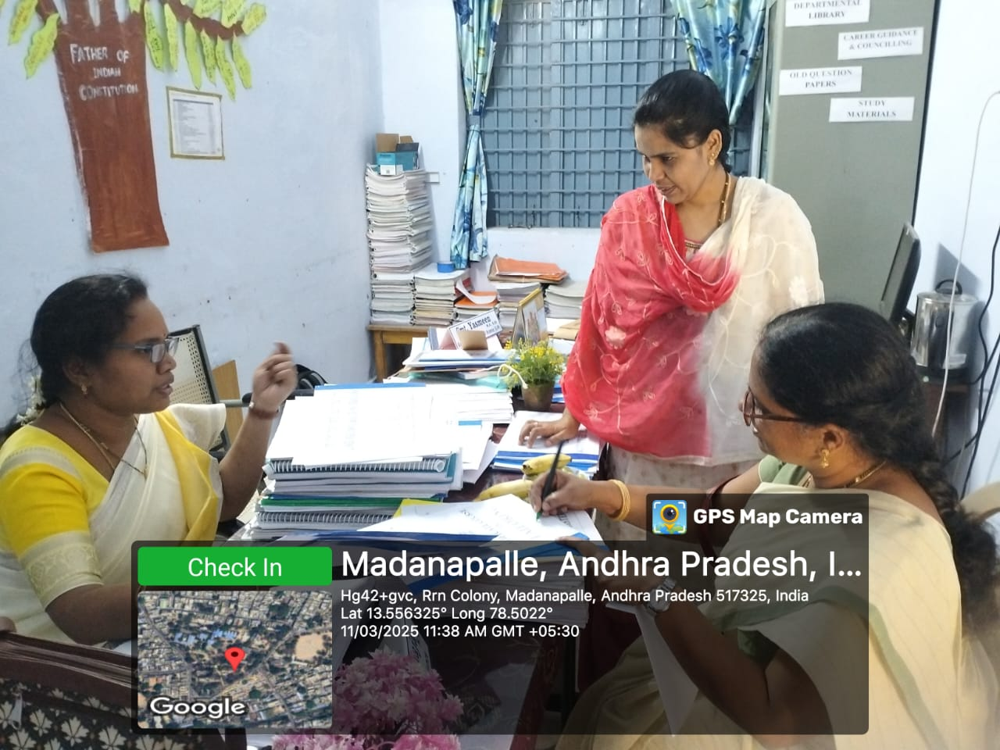 FATHER OF
INDIAN
CONSTITUTION
DEPARTMENTAL
LIBRARY
CAREER GUIDANCE
& COUNCILLING
OLD QUESTION
PAPERS
STUDY
MATERIALS
Smt. Yasmeen
GPS Map Camera
Check In
Madanapalle, Andhra Pradesh, I...
Hg42+gvc, Rrn Colony, Madanapalle, Andhra Pradesh 517325, India
Lat 13.556325° Long 78.5022°
11/03/2025 11:38 AM GMT +05:30
Google